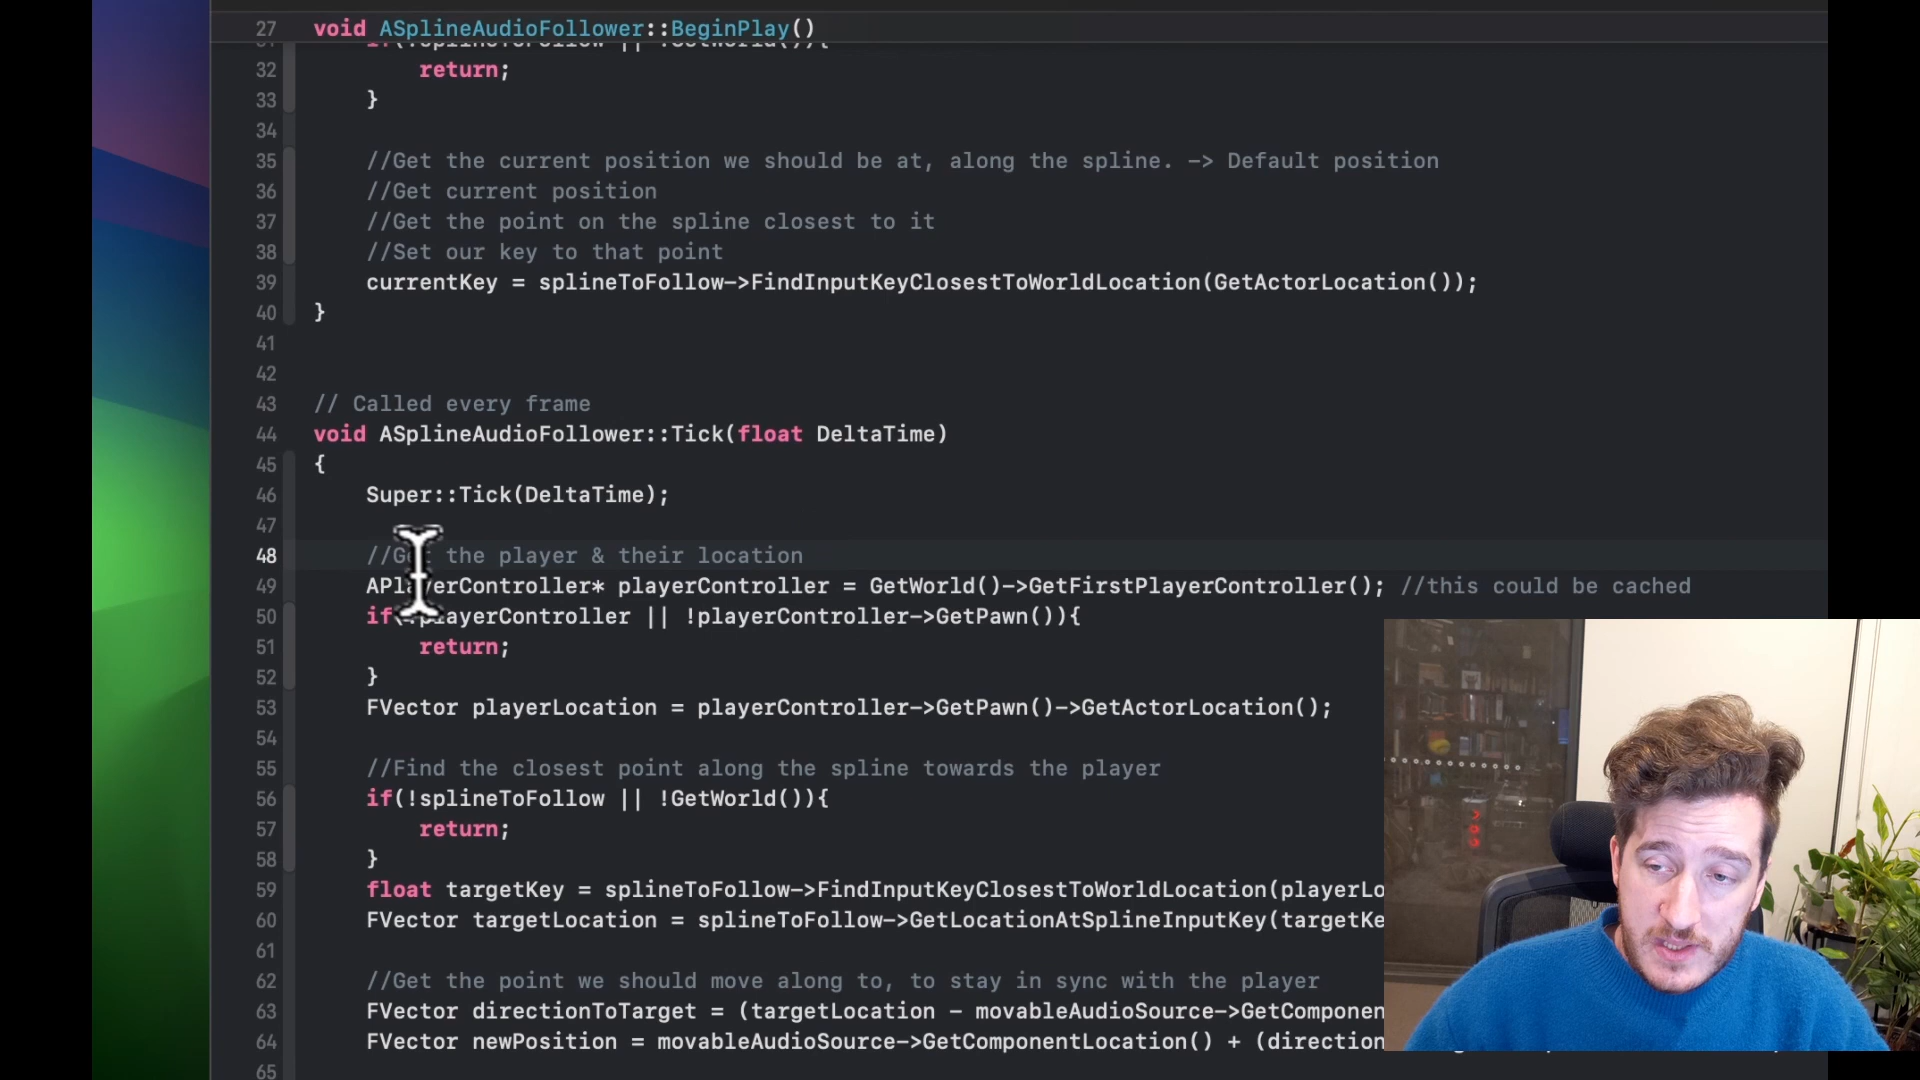 27 void ASplineAudioFollower::BeginPlay()
if(!splineToFollow || !GetWorld()){
32 return;
33 }
34
35 //Get the current position we should be at, along the spline. -> Default position
36 //Get current position
37 //Get the point on the spline closest to it
38 //Set our key to that point
39 currentKey = splineToFollow->FindInputKeyClosestToWorldLocation(GetActorLocation());
40 }
41
42
43 // Called every frame
44 void ASplineAudioFollower::Tick(float DeltaTime)
45 {
46 Super::Tick(DeltaTime);
47
48 //Get the player & their location
49 APlayerController* playerController = GetWorld()->GetFirstPlayerController(); //this could be cached
50 if(!playerController || !playerController->GetPawn()){
51 return;
52 }
53 FVector playerLocation = playerController->GetPawn()->GetActorLocation();
54
55 //Find the closest point along the spline towards the player
56 if(!splineToFollow || !GetWorld()){
57 return;
58 }
59 float targetKey = splineToFollow->FindInputKeyClosestToWorldLocation(playerLo
60 FVector targetLocation = splineToFollow->GetLocationAtSplineInputKey(targetKe
61
62 //Get the point we should move along to, to stay in sync with the player
63 FVector directionToTarget = (targetLocation - movableAudioSource->GetComponen
64 FVector newPosition = movableAudioSource->GetComponentLocation() + (direction
65